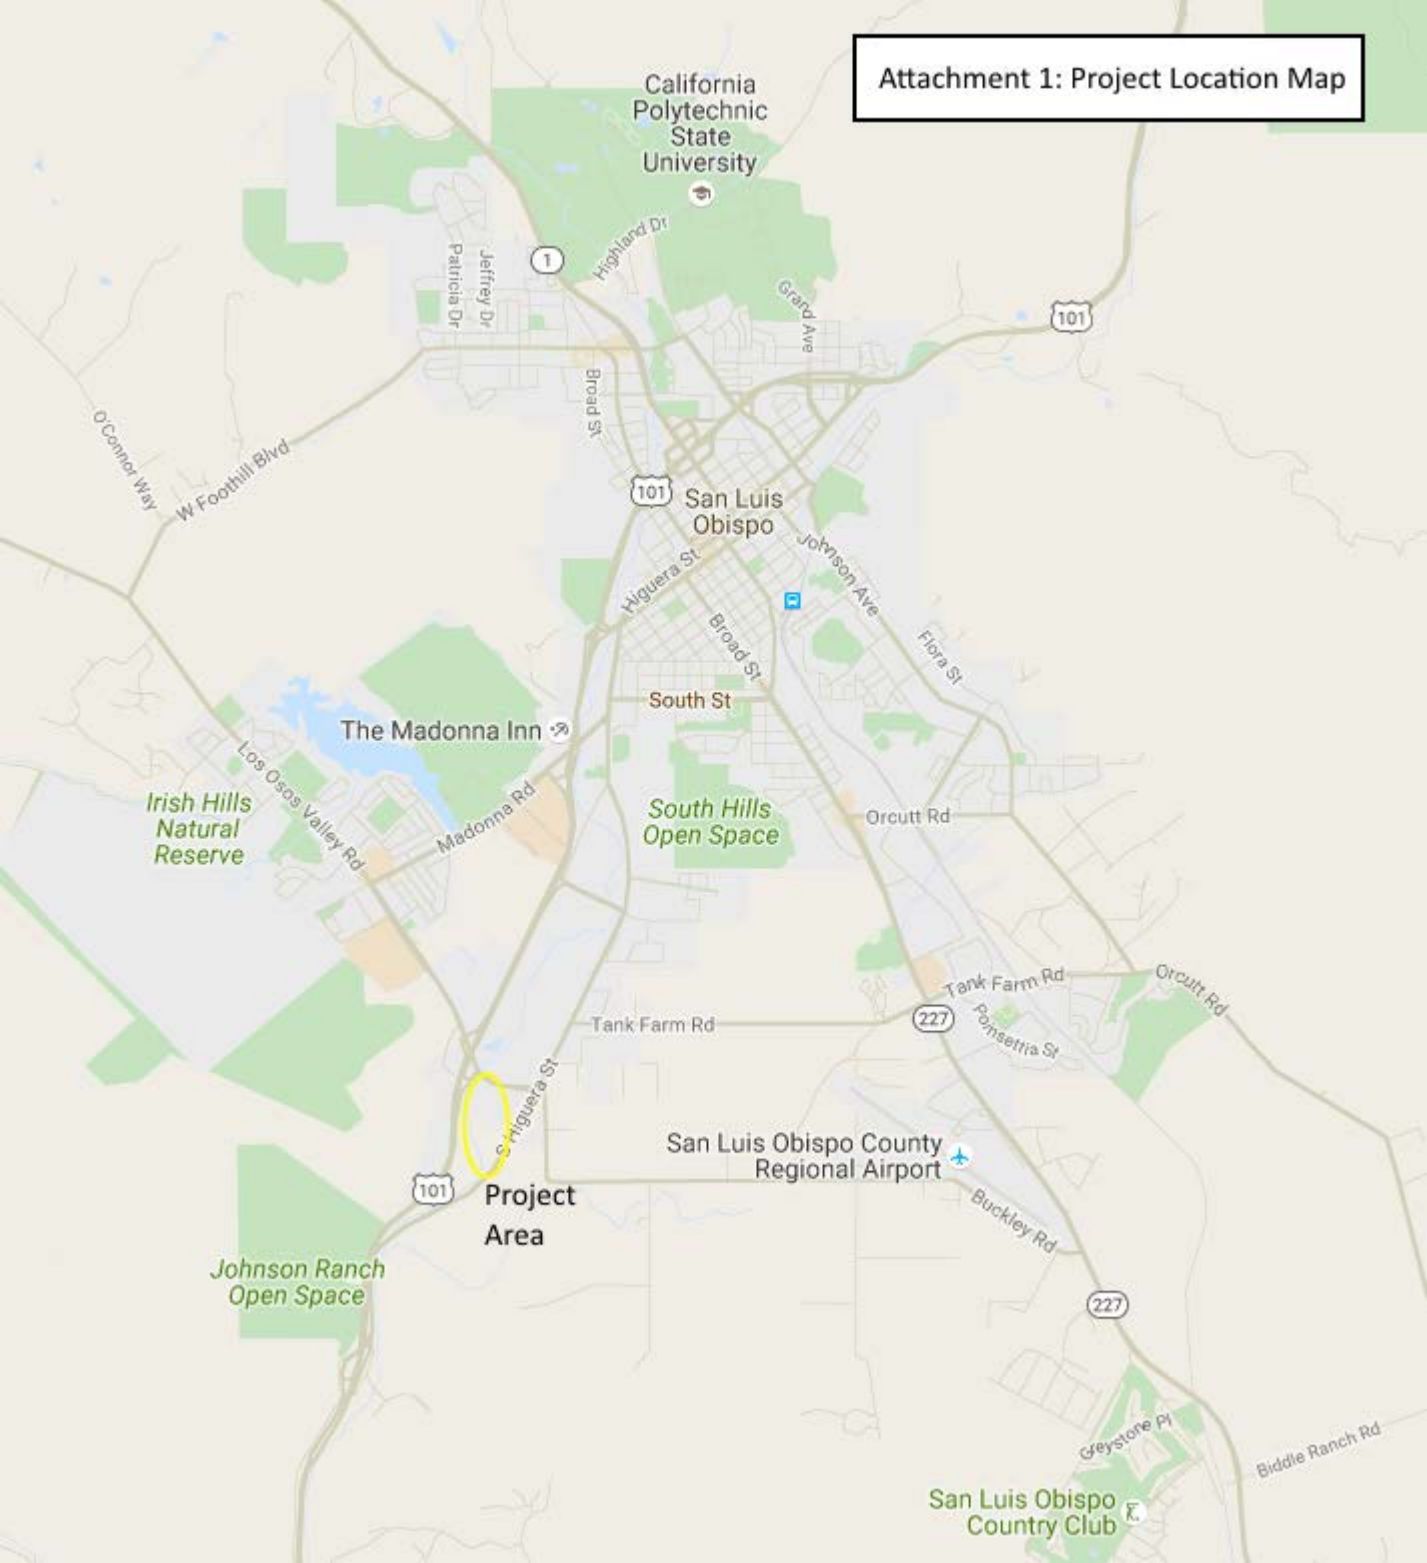 Attachment 1: Project Location Map
California
Polytechnic
State
University
Highland Dr
1
Patricia Dr
Jeffrey Dr
Grand Ave
101
Broad St
O'Connor Way
W Foothill Blvd
101
San Luis
Obispo
Johnson Ave
Higuera St
Broad St
Flora St
South St
The Madonna Inn
Los Osos Valley Rd
Irish Hills
Natural
Reserve
Madonna Rd
South Hills
Open Space
Orcutt Rd
Tank Farm Rd
Orcutt Rd
227
Tank Farm Rd
Poinsettia St
S Higuera St
San Luis Obispo County
Regional Airport
101
Project
Area
Buckley Rd
Johnson Ranch
Open Space
227
Greystone Pl
Biddle Ranch Rd
San Luis Obispo
Country Club